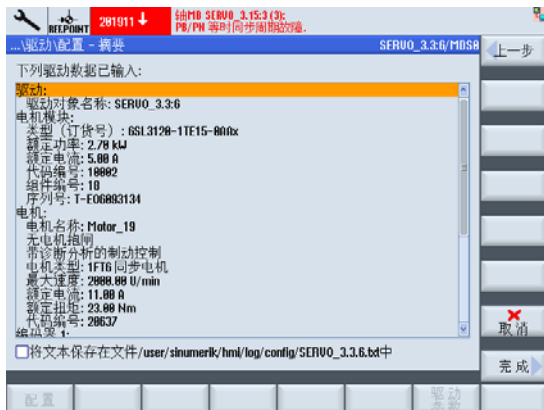 REF.POINT
201911
轴MB SERVO_3.15:3 (3):
PB/PN 等时同步周期故障.
...\驱动\配置 - 摘要
SERVO_3.3:6/MDSA
上一步
下列驱动数据已输入:
驱动:
驱动对象名称: SERVO_3.3:6
电机模块:
类型 (订货号) : 6SL3120-1TE15-0AAx
额定功率: 2.70 kW
额定电流: 5.00 A
代码编号: 10002
组件编号: 10
序列号: T-EO6093134
电机:
电机名称: Motor_19
无电机抱闸
带诊断分析的制动控制
电机类型: 1FT6 同步电机
最大速度: 2000.00 U/min
额定电流: 11.00 A
额定扭矩: 23.00 Nm
代码编号: 20637
编码器 1:
将文本保存在文件/user/sinumerik/hmi/log/config/SERVO_3.3.6.txt中
取消
完成
配置
驱动
参数